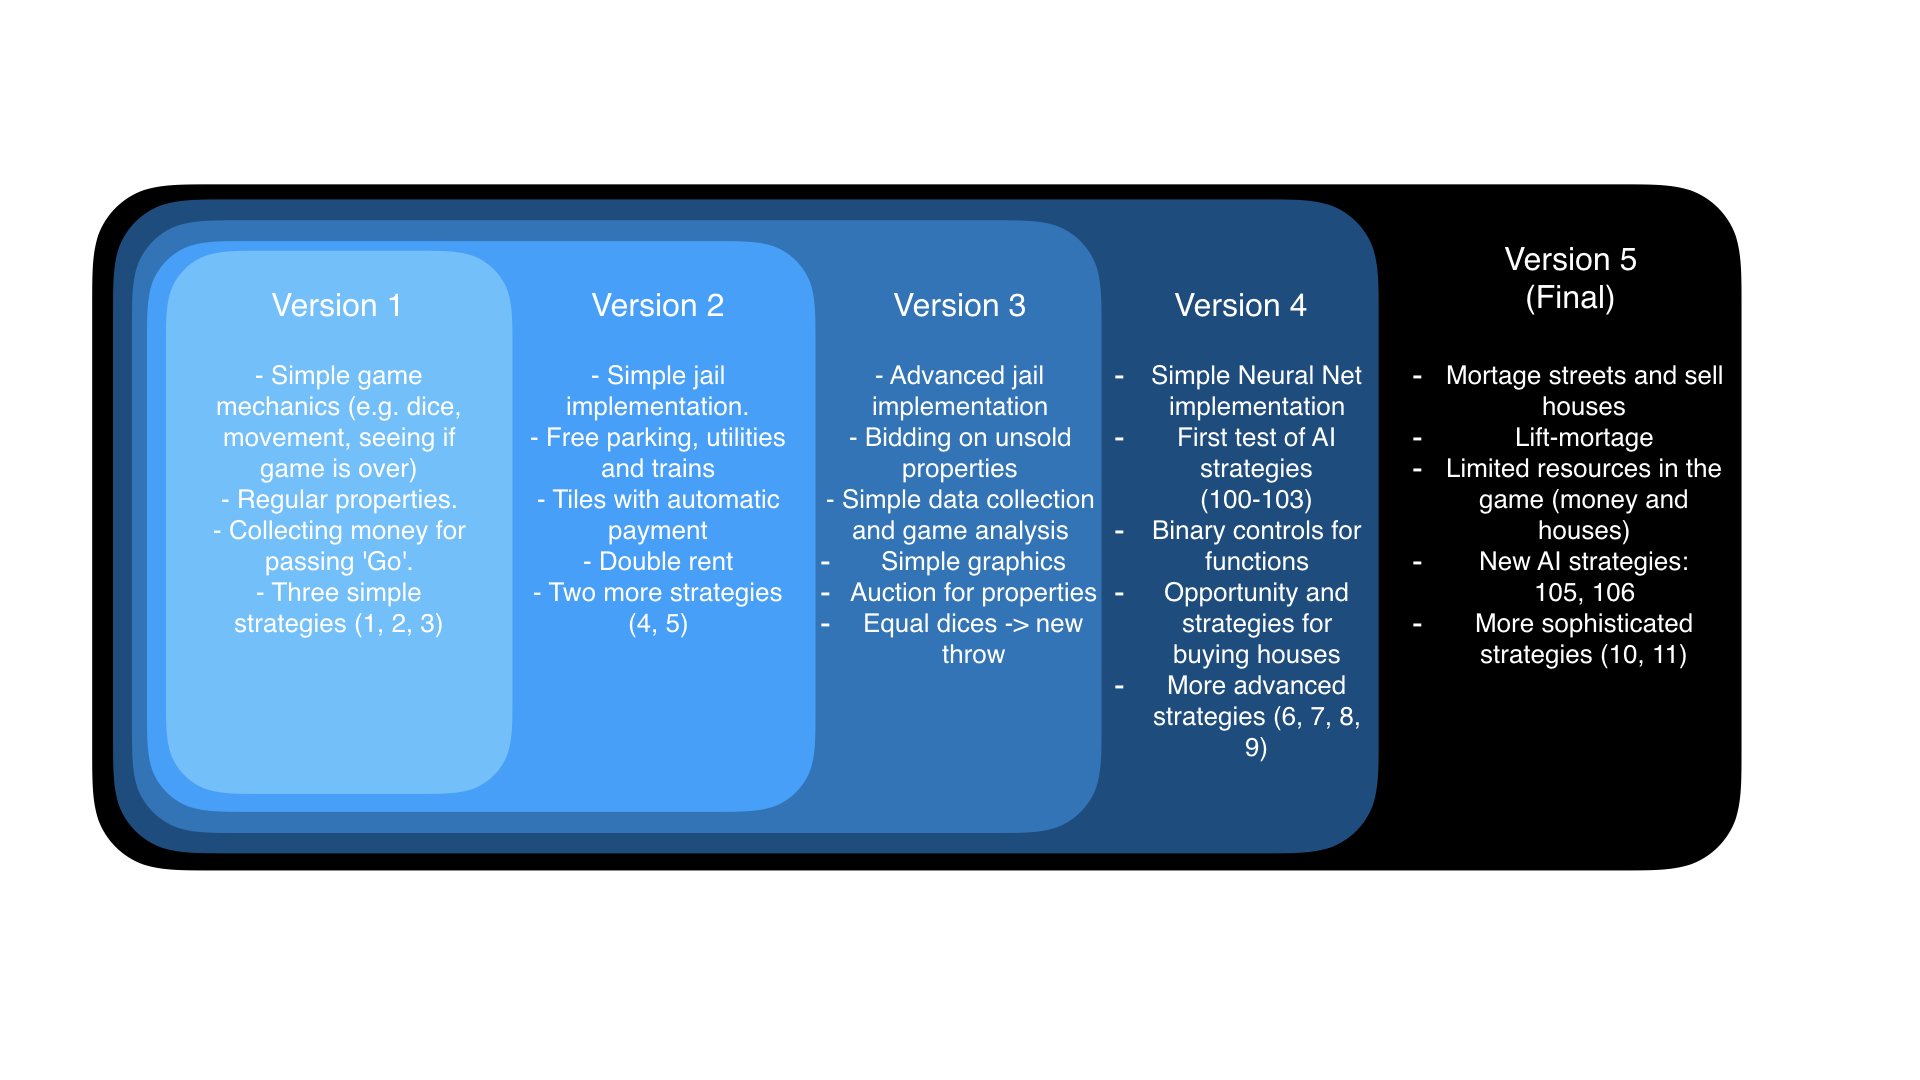 Version 1
- Simple game
mechanics (e.g. dice,
movement, seeing if
game is over)
- Regular properties.
- Collecting money for
passing 'Go'.
- Three simple
strategies (1, 2, 3)
Version 2
- Simple jail
implementation.
- Free parking, utilities
and trains
- Tiles with automatic
payment
- Double rent
- Two more strategies
(4, 5)
Version 3
- Advanced jail
implementation
- Bidding on unsold
properties
- Simple data collection
and game analysis
- Simple graphics
- Auction for properties
- Equal dices -> new
throw
Version 4
- Simple Neural Net
implementation
- First test of AI
strategies
(100-103)
- Binary controls for
functions
- Opportunity and
strategies for
buying houses
- More advanced
strategies (6, 7, 8,
9)
Version 5
(Final)
- Mortage streets and sell
houses
- Lift-mortage
- Limited resources in the
game (money and
houses)
- New AI strategies:
105, 106
- More sophisticated
strategies (10, 11)